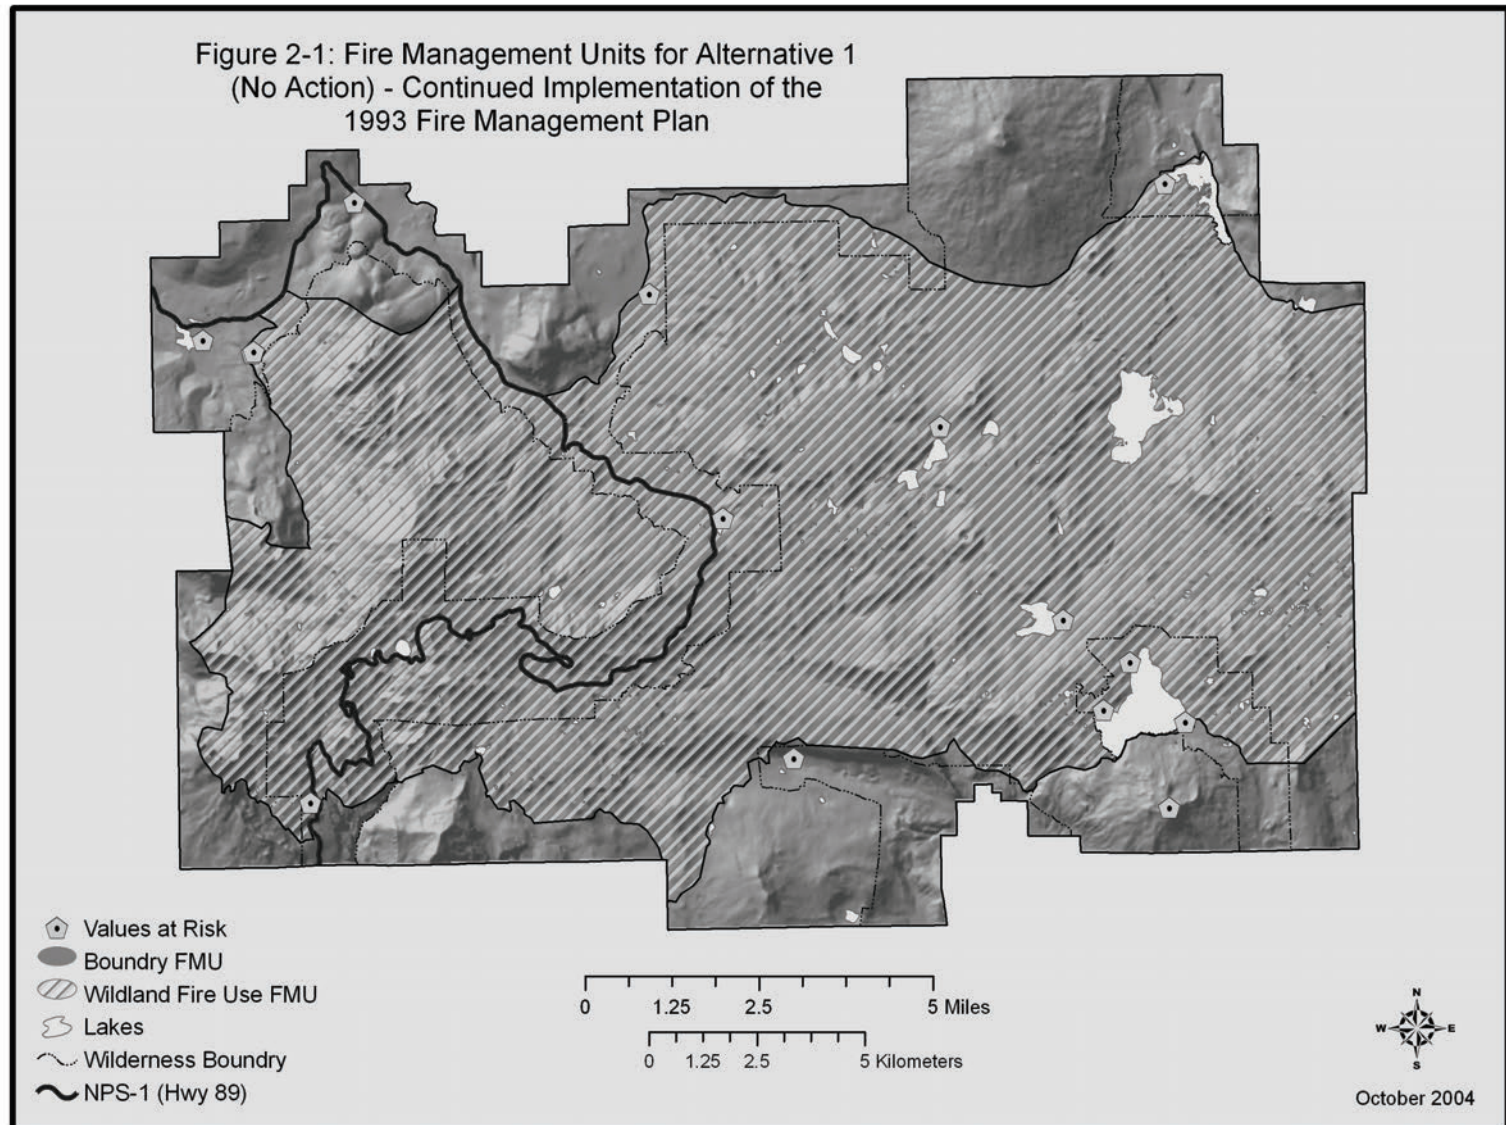 Figure 2-1: Fire Management Units for Alternative 1
(No Action) - Continued Implementation of the
1993 Fire Management Plan
Values at Risk
Boundry FMU
Wildland Fire Use FMU
Lakes
Wilderness Boundry
NPS-1 (Hwy 89)
0 1.25 2.5 5 Miles
0 1.25 2.5 5 Kilometers
N
W E
S
October 2004